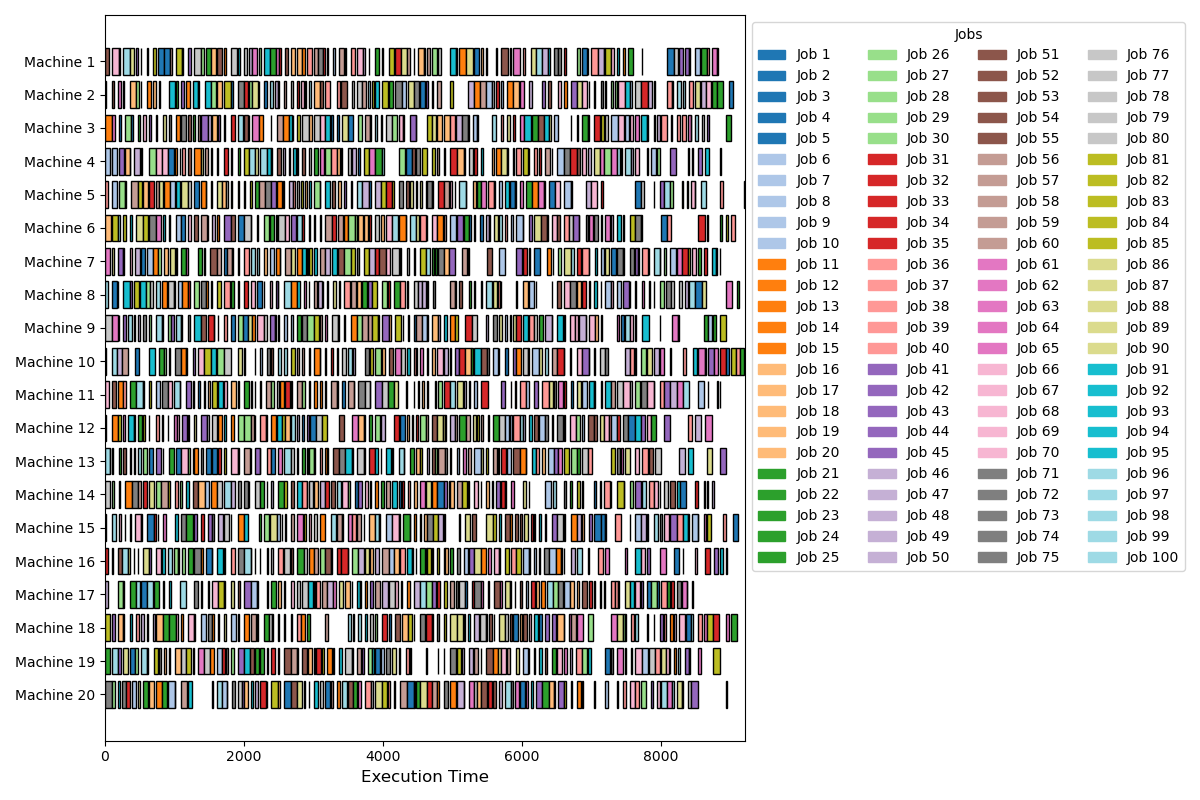 Machine 1
Machine 2
Machine 3
Machine 4
Machine 5
Machine 6
Machine 7
Machine 8
Machine 9
Machine 10
Machine 11
Machine 12
Machine 13
Machine 14
Machine 15
Machine 16
Machine 17
Machine 18
Machine 19
Machine 20
0 2000 4000 6000 8000
Execution Time
Jobs
Job 1 Job 26 Job 51 Job 76
Job 2 Job 27 Job 52 Job 77
Job 3 Job 28 Job 53 Job 78
Job 4 Job 29 Job 54 Job 79
Job 5 Job 30 Job 55 Job 80
Job 6 Job 31 Job 56 Job 81
Job 7 Job 32 Job 57 Job 82
Job 8 Job 33 Job 58 Job 83
Job 9 Job 34 Job 59 Job 84
Job 10 Job 35 Job 60 Job 85
Job 11 Job 36 Job 61 Job 86
Job 12 Job 37 Job 62 Job 87
Job 13 Job 38 Job 63 Job 88
Job 14 Job 39 Job 64 Job 89
Job 15 Job 40 Job 65 Job 90
Job 16 Job 41 Job 66 Job 91
Job 17 Job 42 Job 67 Job 92
Job 18 Job 43 Job 68 Job 93
Job 19 Job 44 Job 69 Job 94
Job 20 Job 45 Job 70 Job 95
Job 21 Job 46 Job 71 Job 96
Job 22 Job 47 Job 72 Job 97
Job 23 Job 48 Job 73 Job 98
Job 24 Job 49 Job 74 Job 99
Job 25 Job 50 Job 75 Job 100